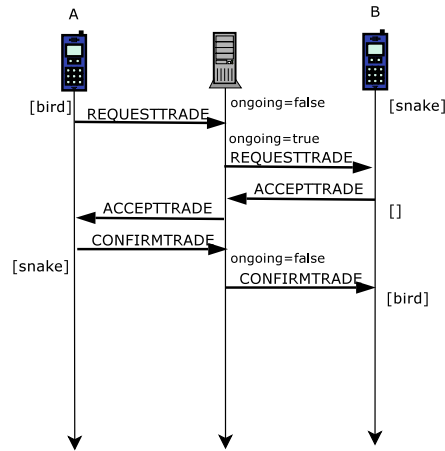 A
B
[bird]
REQUESTTRADE
ongoing=false
[snake]
ongoing=true
REQUESTTRADE
ACCEPTTRADE
ACCEPTTRADE
[]
CONFIRMTRADE
[snake]
ongoing=false
CONFIRMTRADE
[bird]